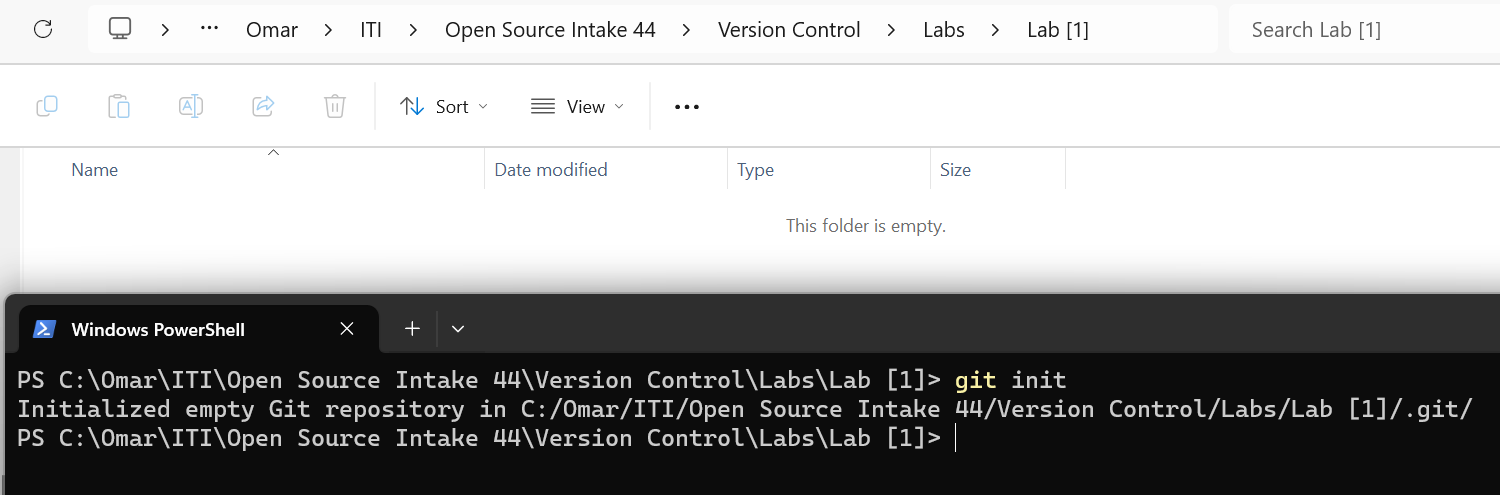 Omar ITI Open Source Intake 44 Version Control Labs Lab [1] Search Lab [1]
Sort View
Name Date modified Type Size
This folder is empty.
Windows PowerShell
PS C:\Omar\ITI\Open Source Intake 44\Version Control\Labs\Lab [1]> git init
Initialized empty Git repository in C:/Omar/ITI/Open Source Intake 44/Version Control/Labs/Lab [1]/.git/
PS C:\Omar\ITI\Open Source Intake 44\Version Control\Labs\Lab [1]>